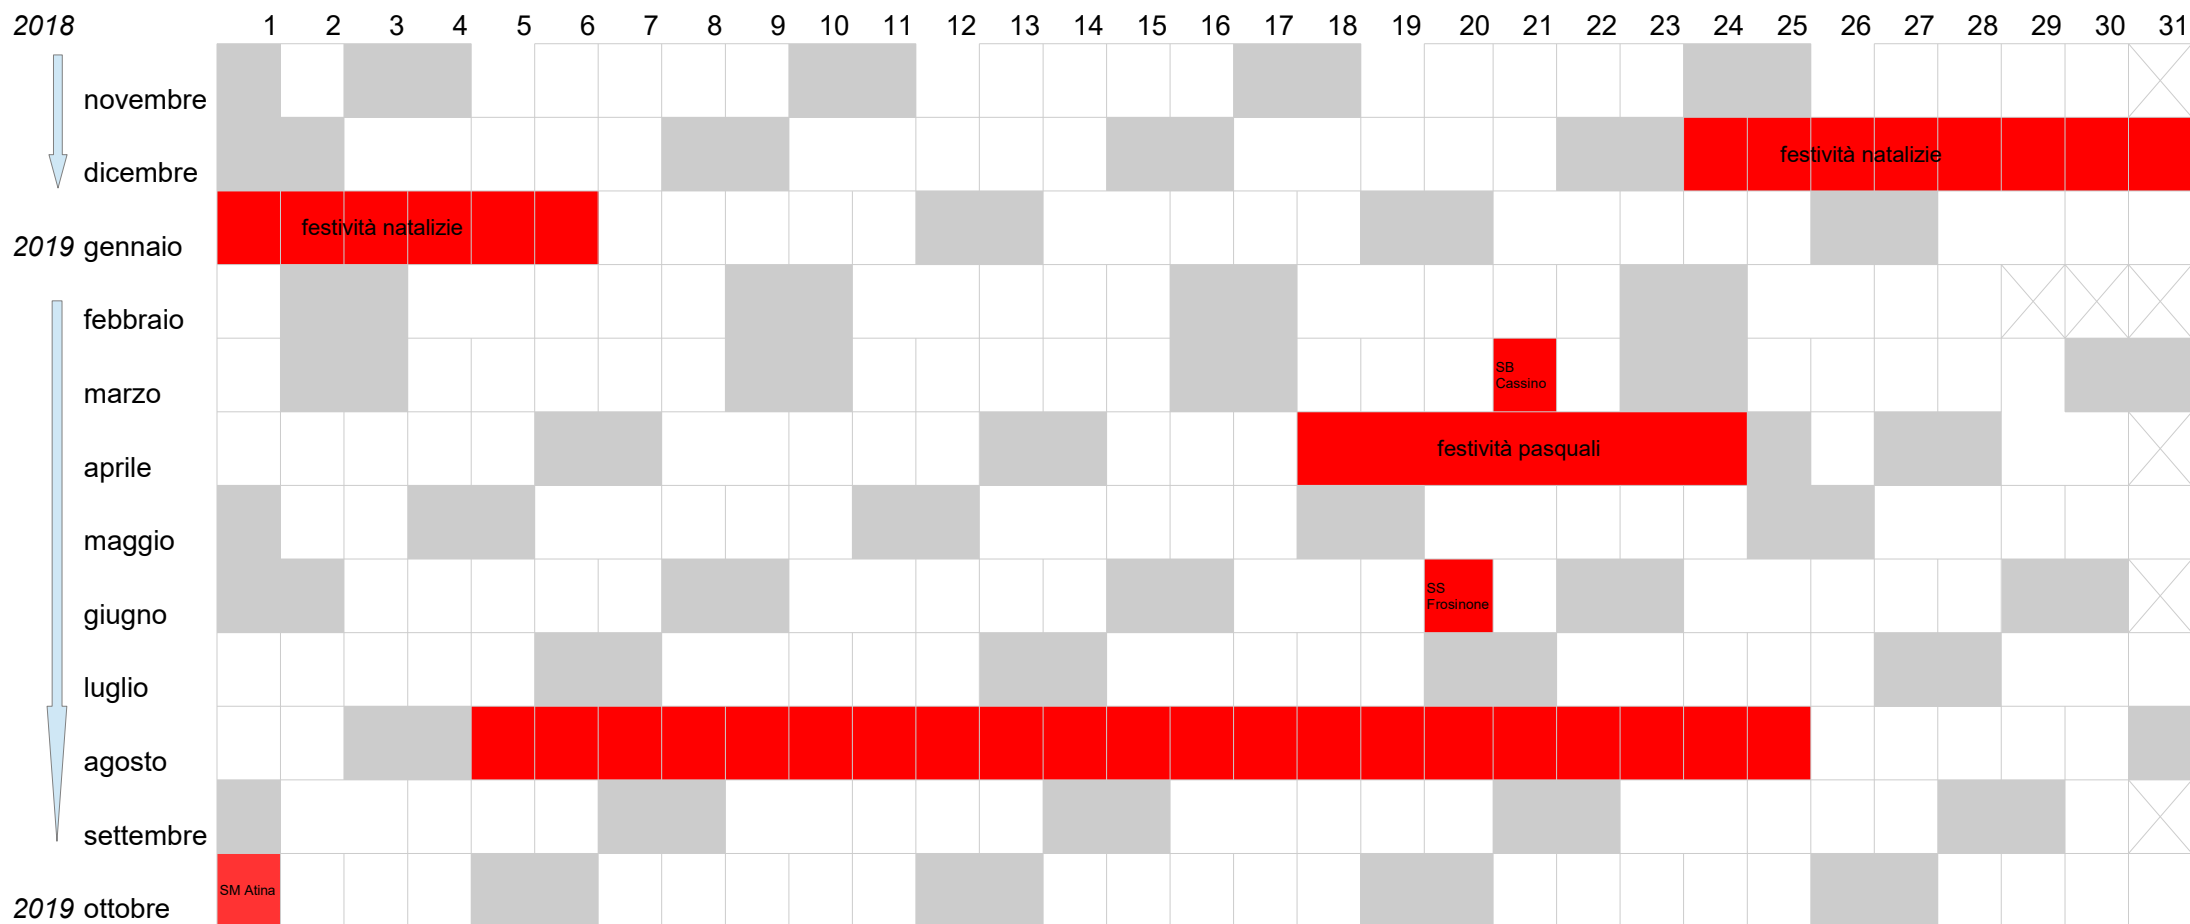 2018 1 2 3 4 5 6 7 8 9 10 11 12 13 14 15 16 17 18 19 20 21 22 23 24 25 26 27 28 29 30 31
novembre
dicembre festività natalizie
2019 gennaio festività natalizie
febbraio
marzo SB
Cassino
aprile festività pasquali
maggio
giugno SS
Frosinone
luglio
agosto
settembre
2019 ottobre SM Atina